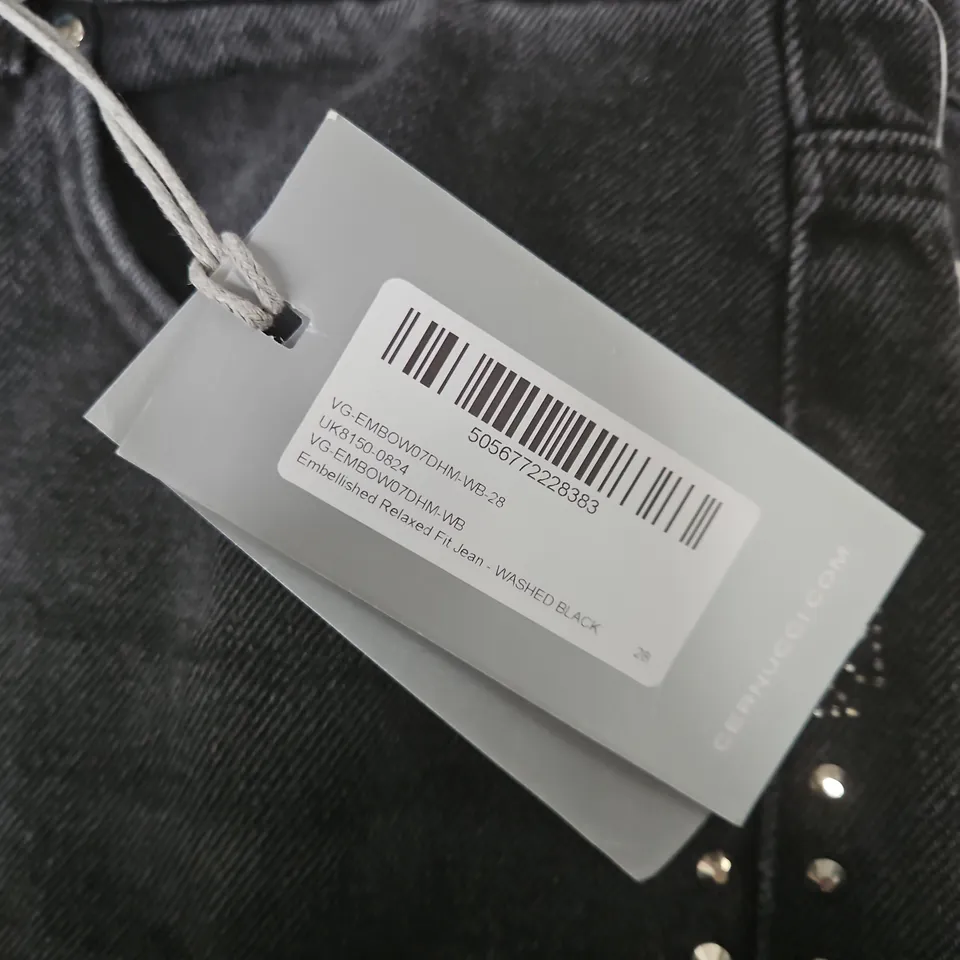 5056772228383
VG-EMBOW07DHM-WB-28
UK8150-0824
VG-EMBOW07DHM-WB
Embellished Relaxed Fit Jean - WASHED BLACK
28
CERNUCCI.COM